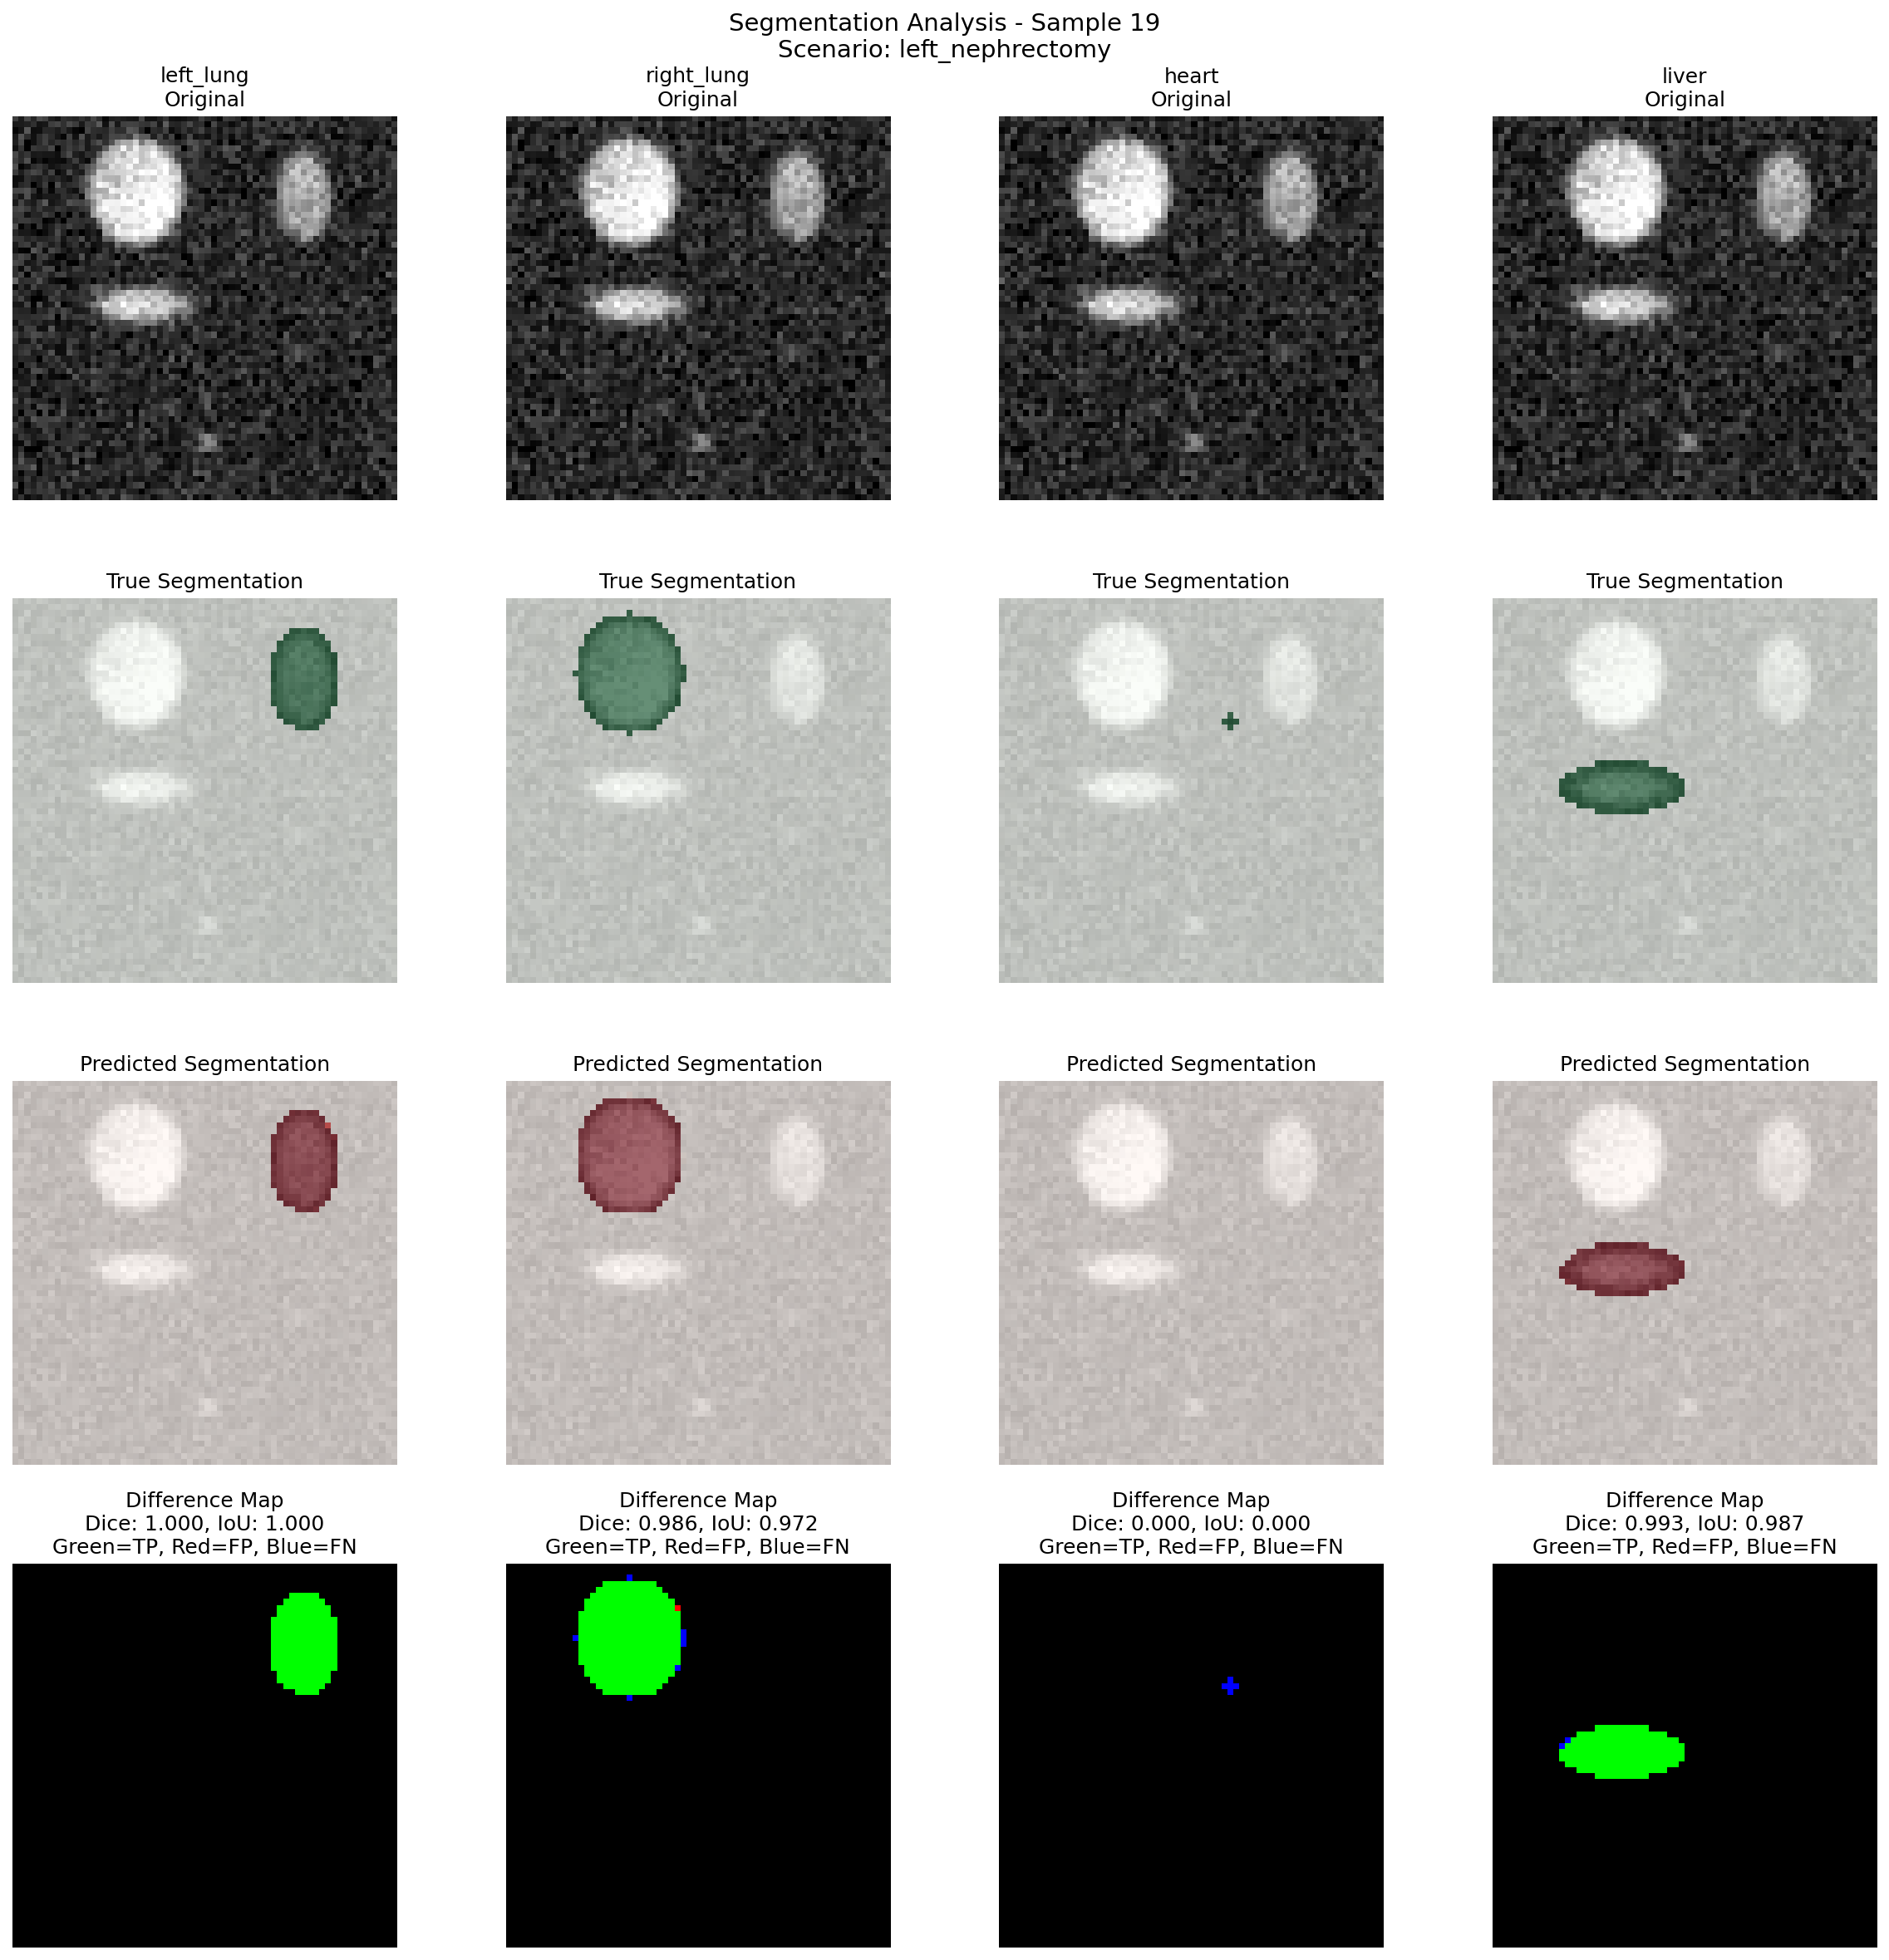 Segmentation Analysis - Sample 19
Scenario: left_nephrectomy
left_lung
Original
right_lung
Original
heart
Original
liver
Original
True Segmentation
True Segmentation
True Segmentation
True Segmentation
Predicted Segmentation
Predicted Segmentation
Predicted Segmentation
Predicted Segmentation
Difference Map
Dice: 1.000, IoU: 1.000
Green=TP, Red=FP, Blue=FN
Difference Map
Dice: 0.986, IoU: 0.972
Green=TP, Red=FP, Blue=FN
Difference Map
Dice: 0.000, IoU: 0.000
Green=TP, Red=FP, Blue=FN
Difference Map
Dice: 0.993, IoU: 0.987
Green=TP, Red=FP, Blue=FN